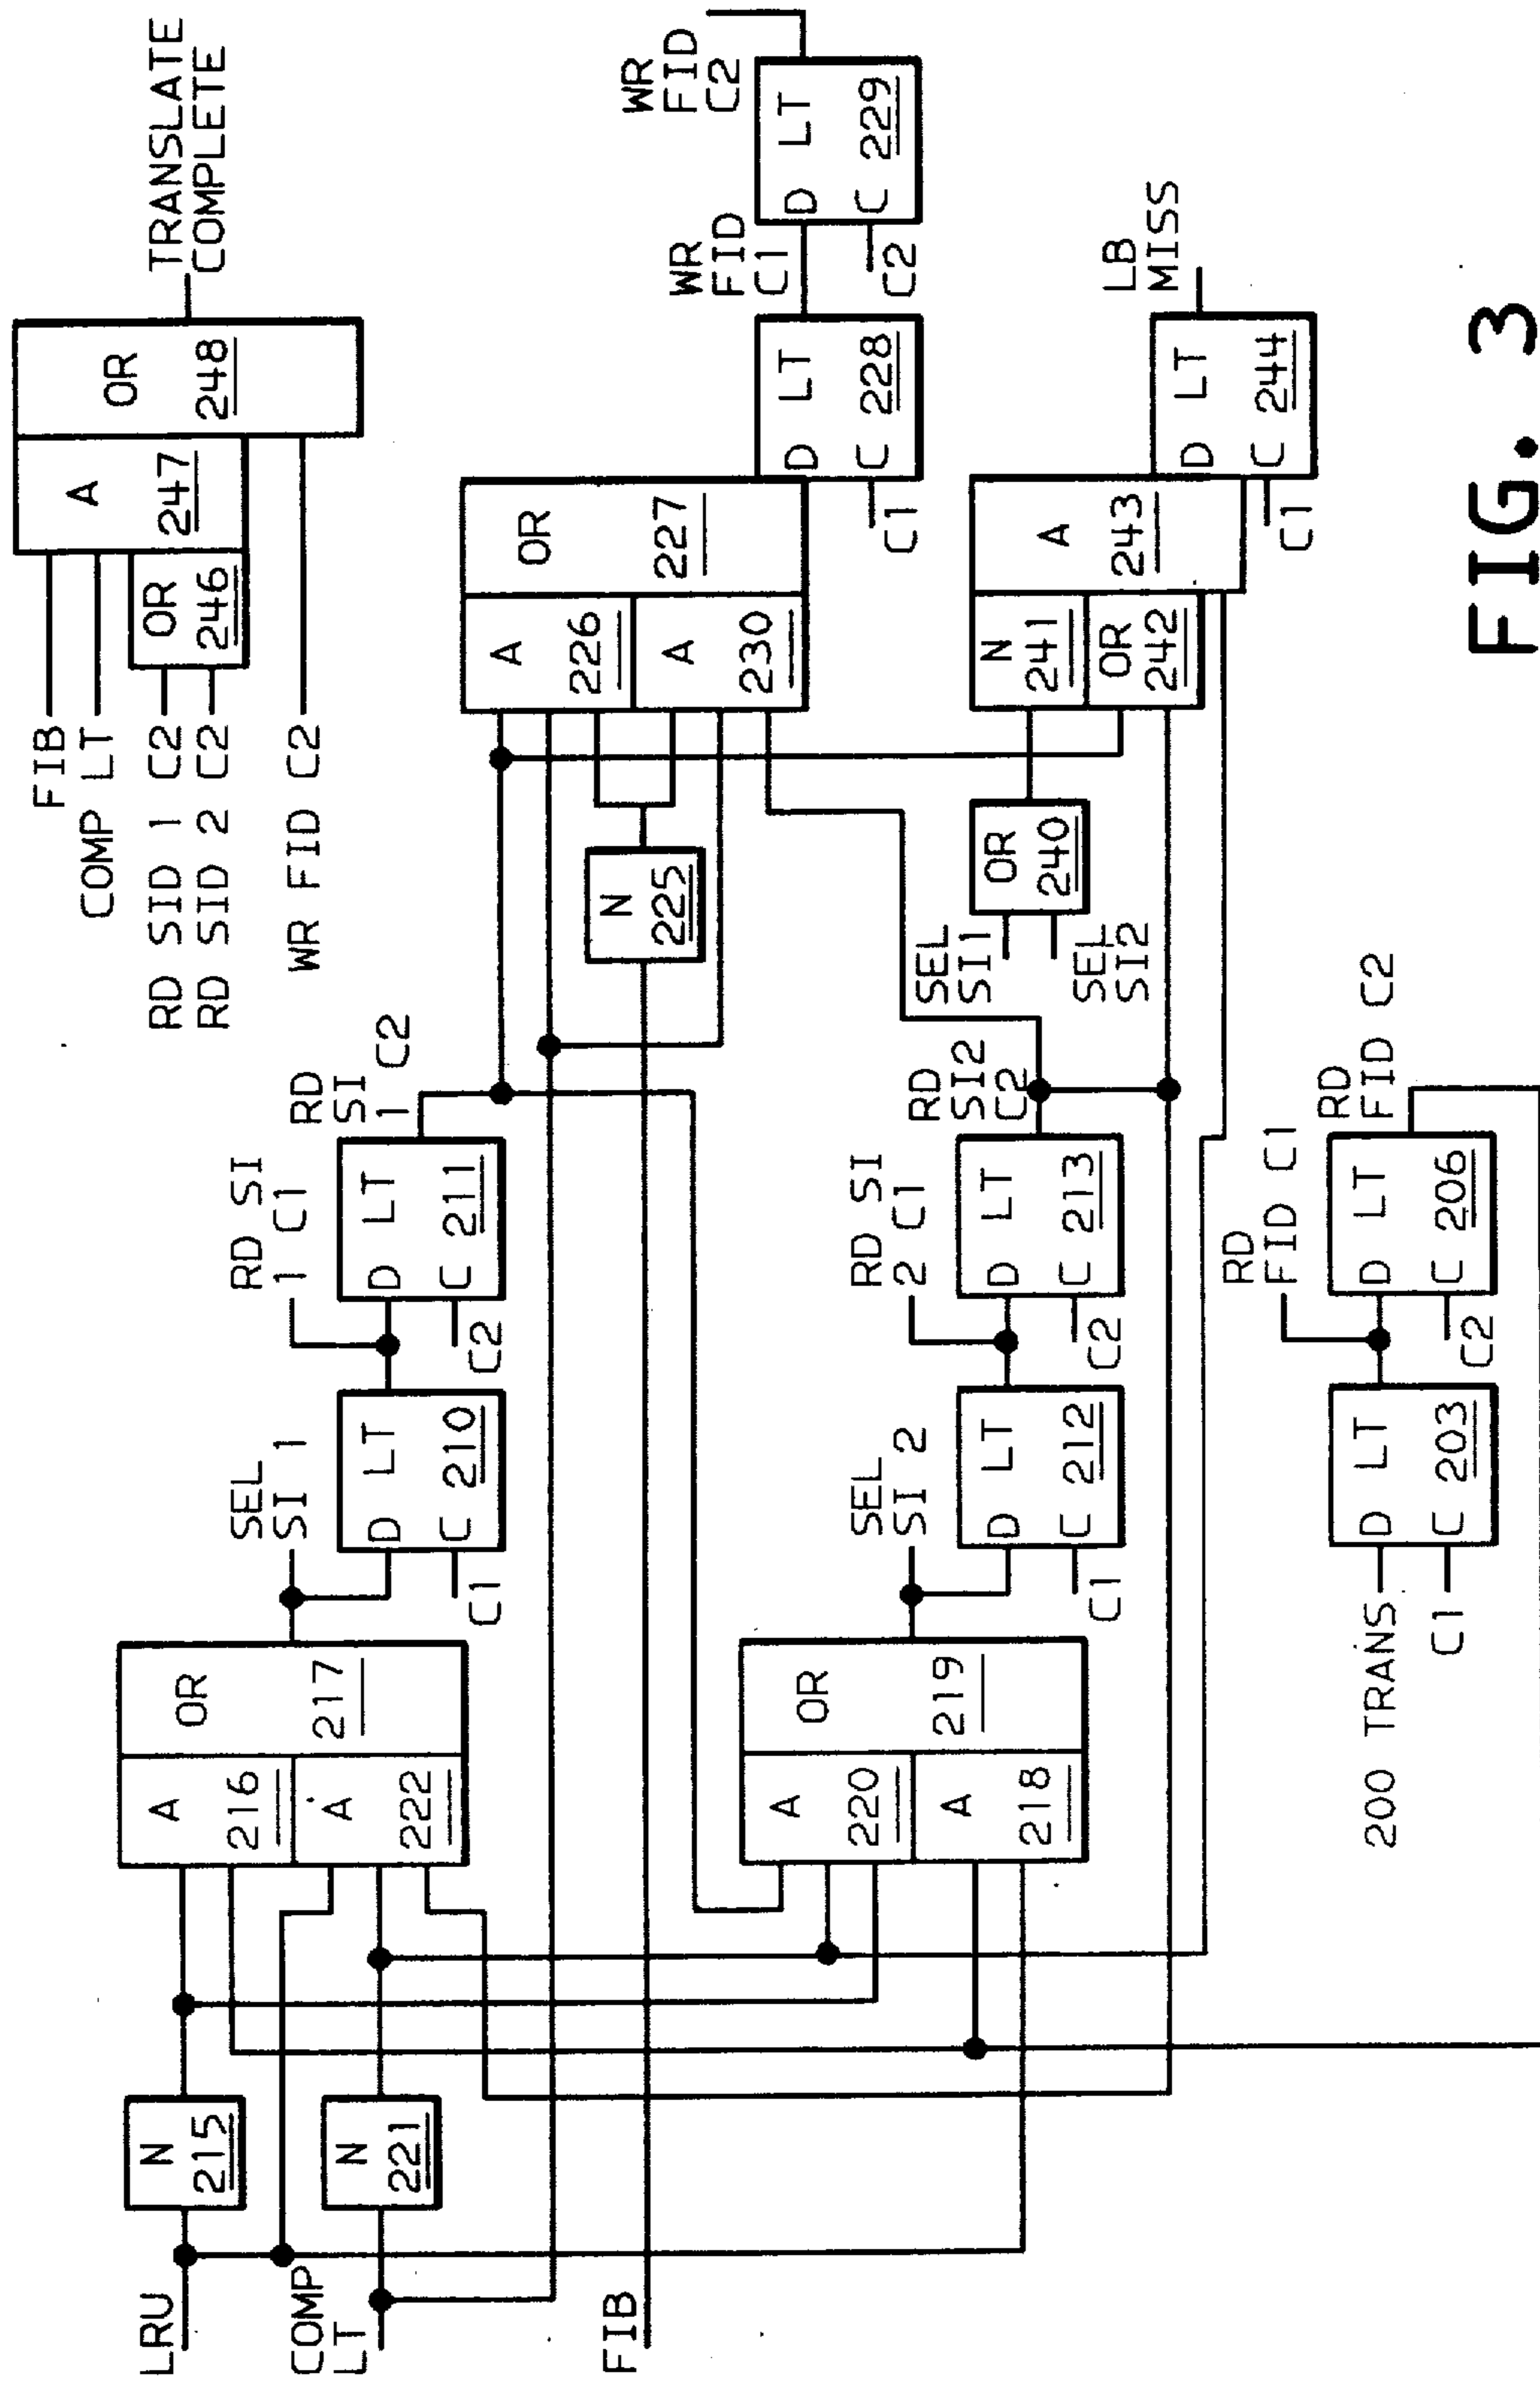 FIB
COMP LT
RD SID 1 C2
RD SID 2 C2
WR FID C2
OR
246
A
247
OR
248
TRANSLATE
COMPLETE
LRU
COMP
LT
FIB
N
215
N
221
A
216
A
222
OR
217
SEL
SI 1
D LT
C 210
C1
RD SI
1 C1
D LT
C 211
C2
RD
SI
1 C2
N
225
A
226
A
230
OR
227
D LT
C 228
C1
WR
FID
C1
D LT
C 229
C2
WR
FID
C2
A
220
A
218
OR
219
SEL
SI 2
D LT
C 212
C1
RD SI
2 C1
D LT
C 213
C2
RD
SI2
C2
SEL
SI1
SEL
SI2
OR
240
N
241
OR
242
A
243
D LT
C 244
C1
LB
MISS
200 TRANS
C1
D LT
C 203
RD
FID C1
D LT
C 206
C2
RD
FID C2
FIG. 3